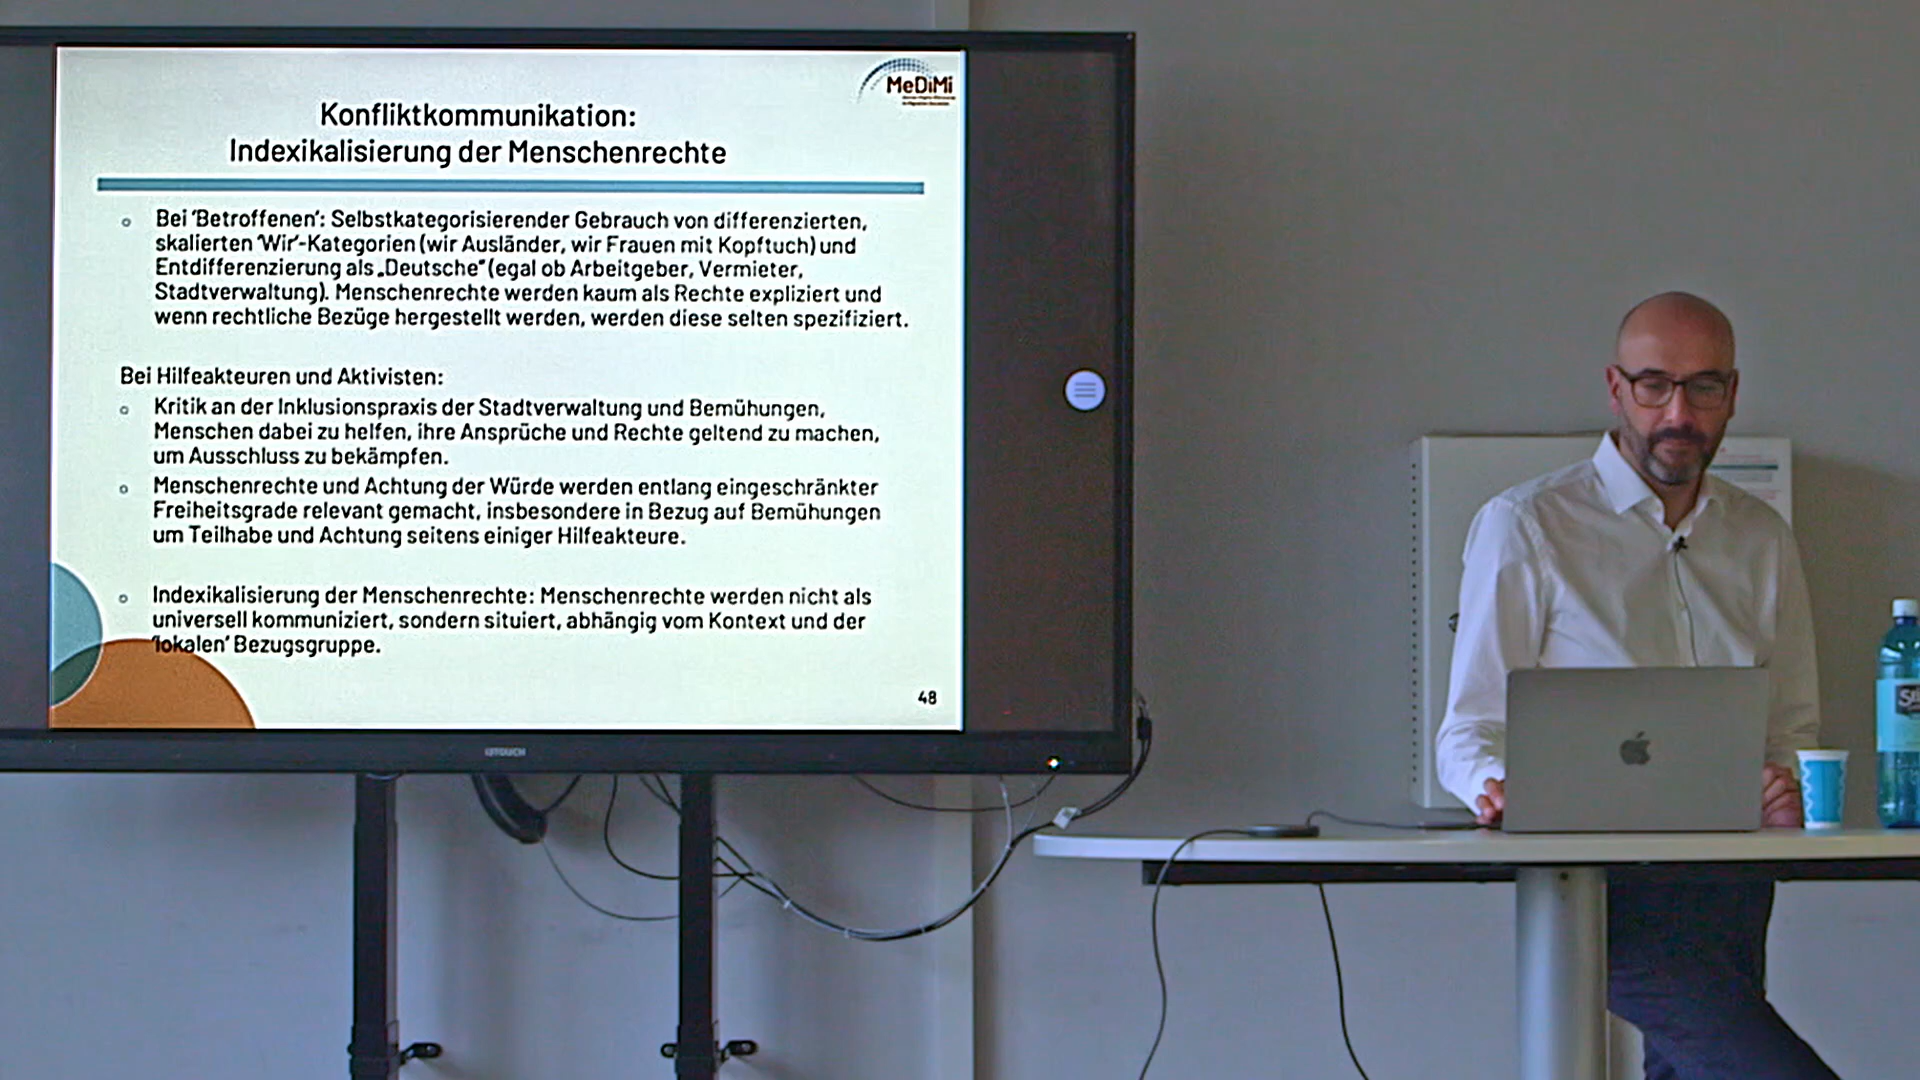 MeDiMi
Konfliktkommunikation:
Indexikalisierung der Menschenrechte
Bei 'Betroffenen': Selbstkategorisierender Gebrauch von differenzierten,
skalierten 'Wir'-Kategorien (wir Ausländer, wir Frauen mit Kopftuch) und
Entdifferenzierung als „Deutsche“ (egal ob Arbeitgeber, Vermieter,
Stadtverwaltung). Menschenrechte werden kaum als Rechte expliziert und
wenn rechtliche Bezüge hergestellt werden, werden diese selten spezifiziert.
Bei Hilfeakteuren und Aktivisten:
Kritik an der Inklusionspraxis der Stadtverwaltung und Bemühungen,
Menschen dabei zu helfen, ihre Ansprüche und Rechte geltend zu machen,
um Ausschluss zu bekämpfen.
Menschenrechte und Achtung der Würde werden entlang eingeschränkter
Freiheitsgrade relevant gemacht, insbesondere in Bezug auf Bemühungen
um Teilhabe und Achtung seitens einiger Hilfeakteure.
Indexikalisierung der Menschenrechte: Menschenrechte werden nicht als
universell kommuniziert, sondern situiert, abhängig vom Kontext und der
'lokalen' Bezugsgruppe.
48